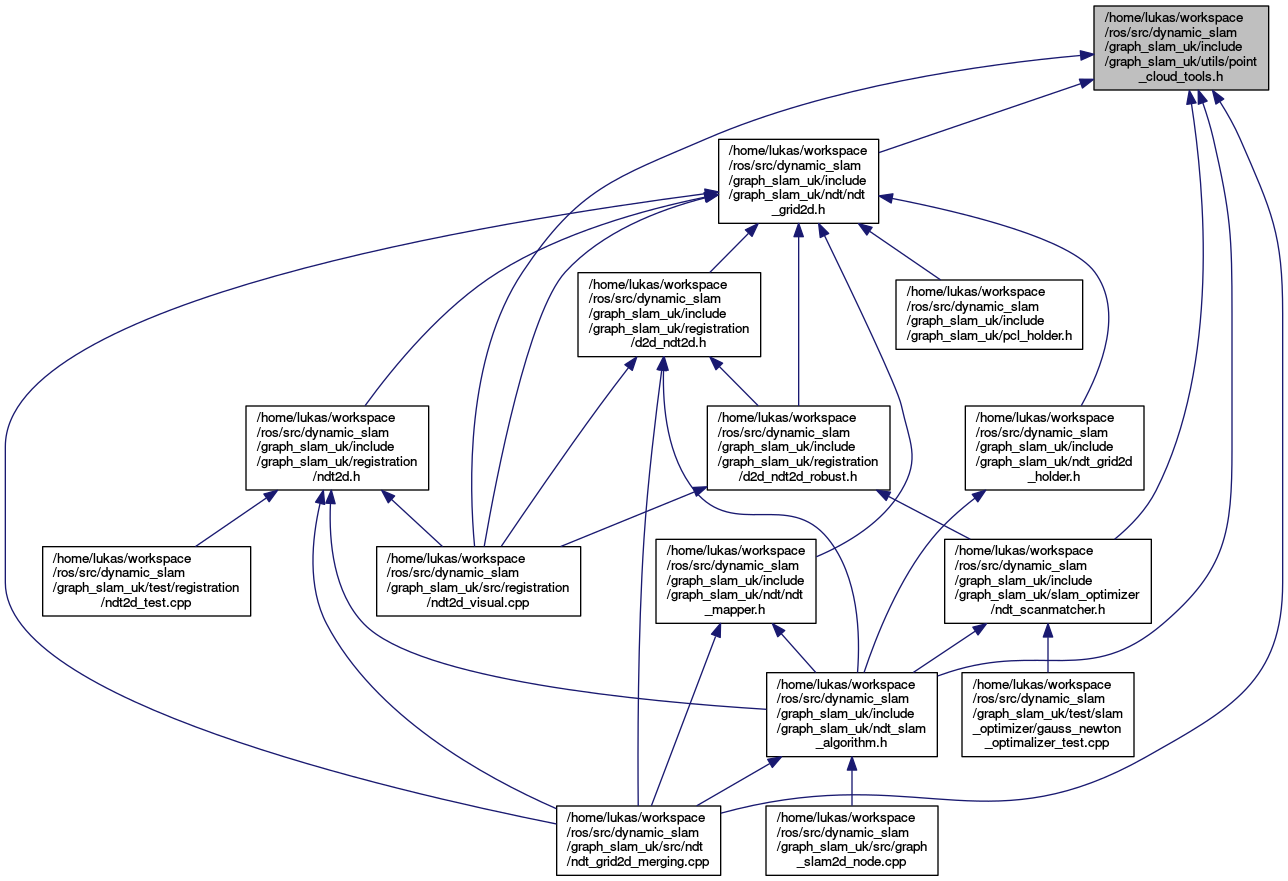 /home/lukas/workspace
/ros/src/dynamic_slam
/graph_slam_uk/include
/graph_slam_uk/utils/point
_cloud_tools.h
/home/lukas/workspace
/ros/src/dynamic_slam
/graph_slam_uk/include
/graph_slam_uk/ndt/ndt
_grid2d.h
/home/lukas/workspace
/ros/src/dynamic_slam
/graph_slam_uk/include
/graph_slam_uk/registration
/d2d_ndt2d.h
/home/lukas/workspace
/ros/src/dynamic_slam
/graph_slam_uk/include
/graph_slam_uk/pcl_holder.h
/home/lukas/workspace
/ros/src/dynamic_slam
/graph_slam_uk/include
/graph_slam_uk/registration
/ndt2d.h
/home/lukas/workspace
/ros/src/dynamic_slam
/graph_slam_uk/include
/graph_slam_uk/registration
/d2d_ndt2d_robust.h
/home/lukas/workspace
/ros/src/dynamic_slam
/graph_slam_uk/include
/graph_slam_uk/ndt_grid2d
_holder.h
/home/lukas/workspace
/ros/src/dynamic_slam
/graph_slam_uk/test/registration
/ndt2d_test.cpp
/home/lukas/workspace
/ros/src/dynamic_slam
/graph_slam_uk/src/registration
/ndt2d_visual.cpp
/home/lukas/workspace
/ros/src/dynamic_slam
/graph_slam_uk/include
/graph_slam_uk/ndt/ndt
_mapper.h
/home/lukas/workspace
/ros/src/dynamic_slam
/graph_slam_uk/include
/graph_slam_uk/slam_optimizer
/ndt_scanmatcher.h
/home/lukas/workspace
/ros/src/dynamic_slam
/graph_slam_uk/include
/graph_slam_uk/ndt_slam
_algorithm.h
/home/lukas/workspace
/ros/src/dynamic_slam
/graph_slam_uk/test/slam
_optimizer/gauss_newton
_optimalizer_test.cpp
/home/lukas/workspace
/ros/src/dynamic_slam
/graph_slam_uk/src/ndt
/ndt_grid2d_merging.cpp
/home/lukas/workspace
/ros/src/dynamic_slam
/graph_slam_uk/src/graph
_slam2d_node.cpp